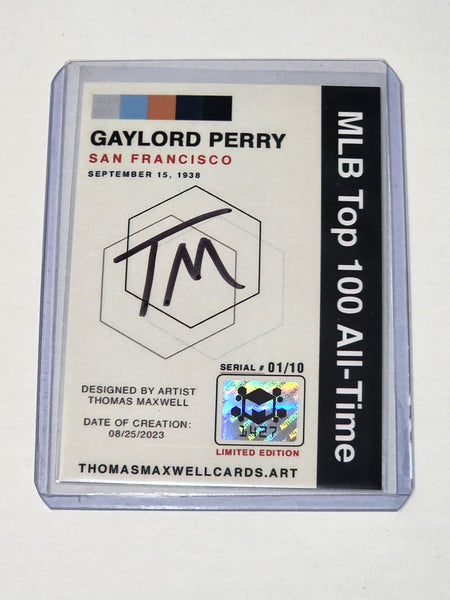 GAYLORD PERRY
SAN FRANCISCO
SEPTEMBER 15, 1938
TM
SERIAL # 01/10
DESIGNED BY ARTIST
THOMAS MAXWELL
DATE OF CREATION:
08/25/2023
1427
LIMITED EDITION
THOMASMAXWELLCARDS.ART
MLB Top 100 All-Time